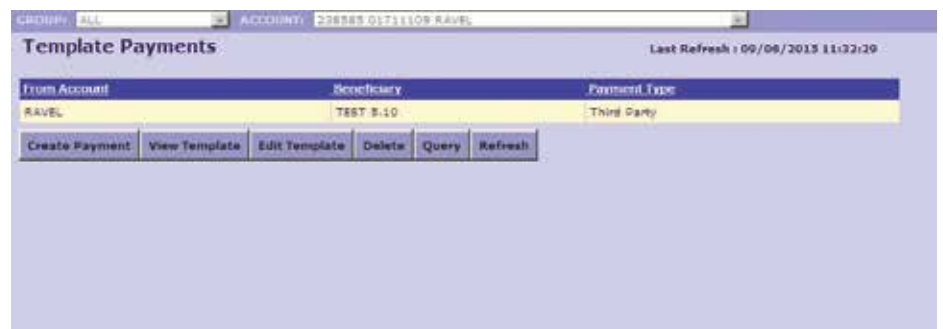 GROUP: ALL ACCOUNT: 238585 01711109 RAVEL
Template Payments Last Refresh : 09/08/2015 11:32:29
From Account Beneficiary Payment Type
RAVEL TEST 5.10 Third Party
Create Payment View Template Edit Template Delete Query Refresh